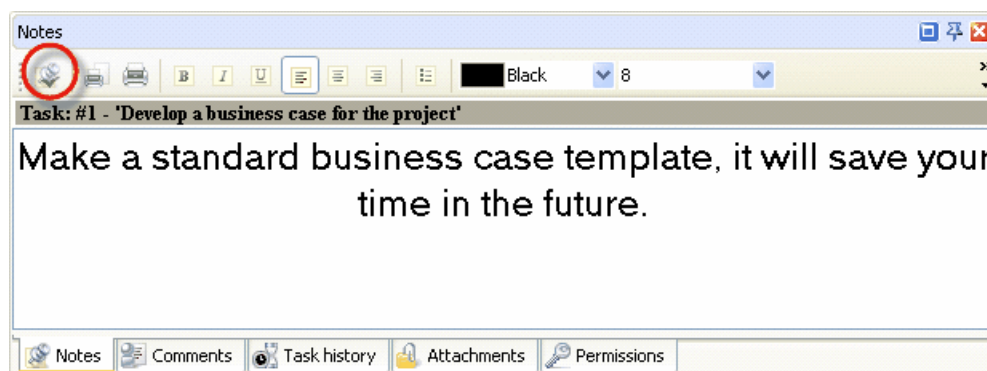 Notes
B I U Black 8
Task: #1 - 'Develop a business case for the project'
Make a standard business case template, it will save your
time in the future.
Notes Comments Task history Attachments Permissions